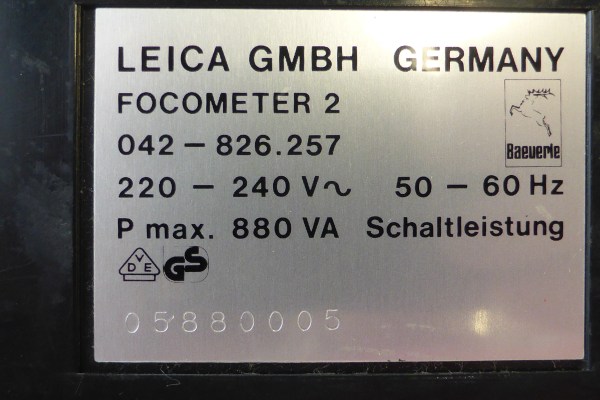 LEICA GMBH GERMANY
FOCOMETER 2
Baeuerle
042 – 826.257
220 – 240 V~ 50 – 60 Hz
P max. 880 VA Schaltleistung
VDE GS
05880005